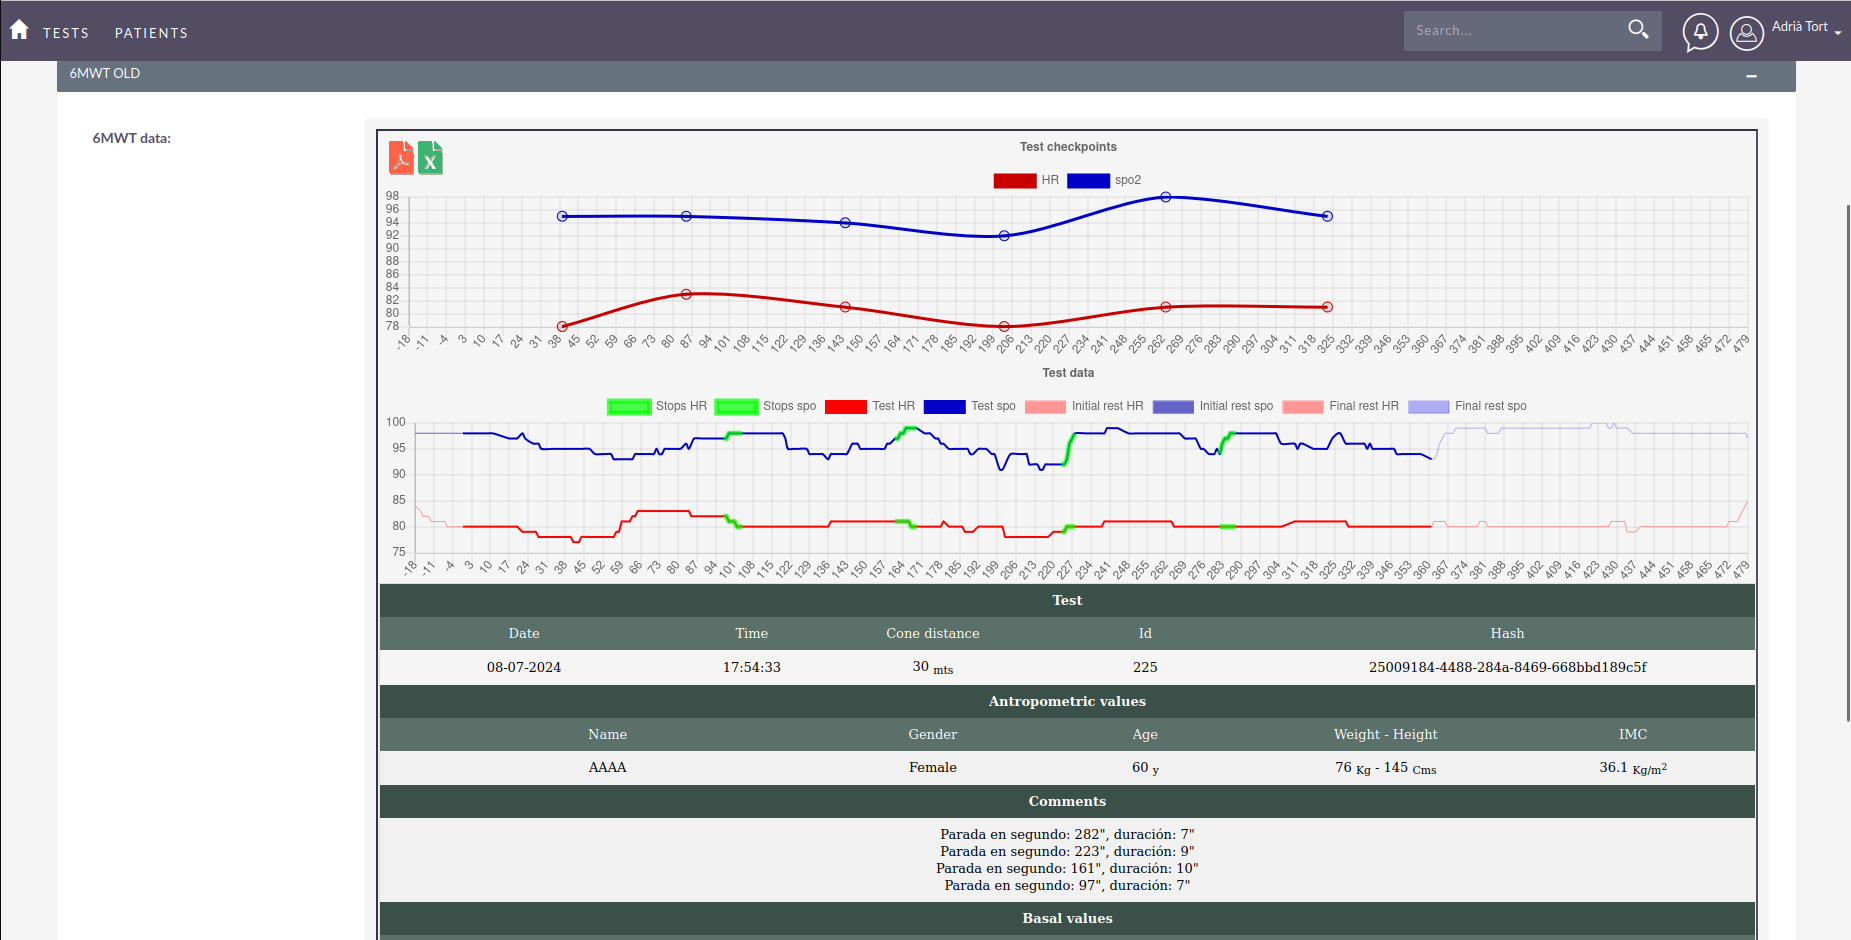 TESTS PATIENTS Search... Adrià Tort
6MWT OLD
6MWT data:
Test checkpoints
HR spo2
98
96
94
92
90
88
86
84
82
80
78
-18 -11 -4 3 10 17 24 31 38 45 52 59 66 73 80 87 94 101 108 115 122 129 136 143 150 157 164 171 178 185 192 199 206 213 220 227 234 241 248 255 262 269 276 283 290 297 304 311 318 325 332 339 346 353 360 367 374 381 388 395 402 409 416 423 430 437 444 451 458 465 472 479
Test data
Stops HR Stops spo Test HR Test spo Initial rest HR Initial rest spo Final rest HR Final rest spo
100
95
90
85
80
75
-18 -11 -4 3 10 17 24 31 38 45 52 59 66 73 80 87 94 101 108 115 122 129 136 143 150 157 164 171 178 185 192 199 206 213 220 227 234 241 248 255 262 269 276 283 290 297 304 311 318 325 332 339 346 353 360 367 374 381 388 395 402 409 416 423 430 437 444 451 458 465 472 479
Test
Date Time Cone distance Id Hash
08-07-2024 17:54:33 30 mts 225 25009184-4488-284a-8469-668bbd189c5f
Antropometric values
Name Gender Age Weight - Height IMC
AAAA Female 60 y 76 Kg - 145 Cms 36.1 Kg/m²
Comments
Parada en segundo: 282", duración: 7"
Parada en segundo: 223", duración: 9"
Parada en segundo: 161", duración: 10"
Parada en segundo: 97", duración: 7"
Basal values